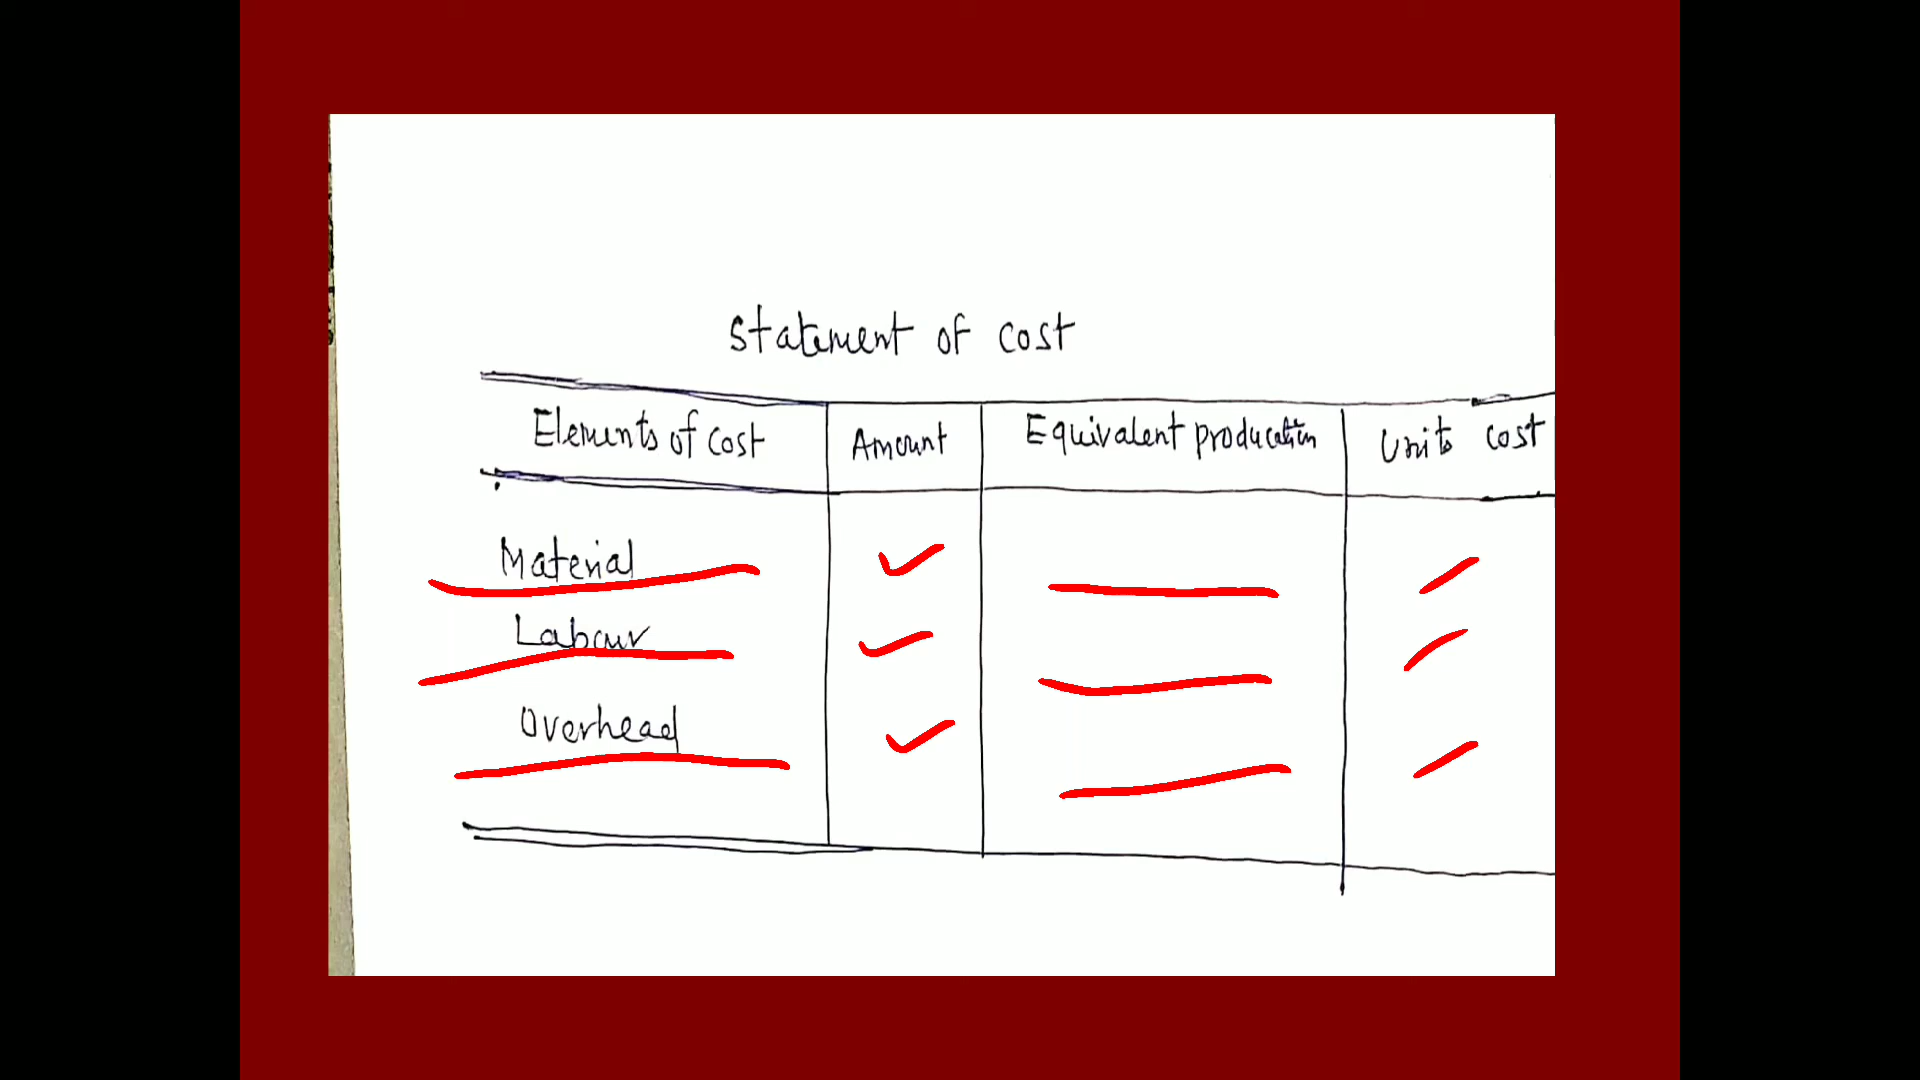 Statement of cost
Elements of cost Amount Equivalent production Units cost
Material
Labour
Overhead